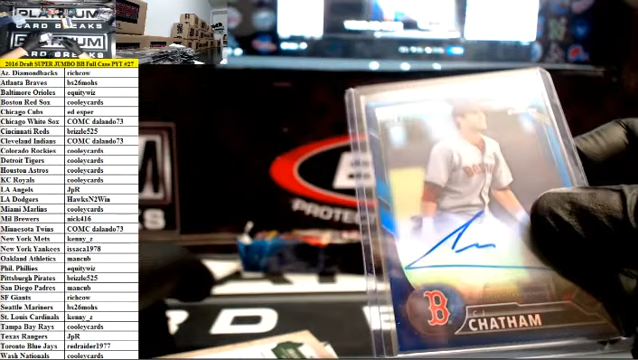 PLATINUM
CARD BREAKS
PLATINUM
CARD BREAKS
2016 Draft SUPER JUMBO BB Full Case PYT #27
Az. Diamondbacks richcow
Atlanta Braves bs26mohs
Baltimore Orioles equitywiz
Boston Red Sox cooleycards
Chicago Cubs ed esper
Chicago White Sox COMC dalando73
Cincinnati Reds brizzle525
Cleveland Indians COMC dalando73
Colorado Rockies cooleycards
Detroit Tigers cooleycards
Houston Astros cooleycards
KC Royals cooleycards
LA Angels JpR
LA Dodgers HawksN2Win
Miami Marlins cooleycards
Mil Brewers nick416
Minnesota Twins COMC dalando73
New York Mets kenny_z
New York Yankees issaca1978
Oakland Athletics mancub
Phil. Phillies equitywiz
Pittsburgh Pirates brizzle525
San Diego Padres mancub
SF Giants richcow
Seattle Mariners bs26mohs
St. Louis Cardinals kenny_z
Tampa Bay Rays cooleycards
Texas Rangers JpR
Toronto Blue Jays redraider1977
Wash Nationals cooleycards
PROTE
B
CHATHAM